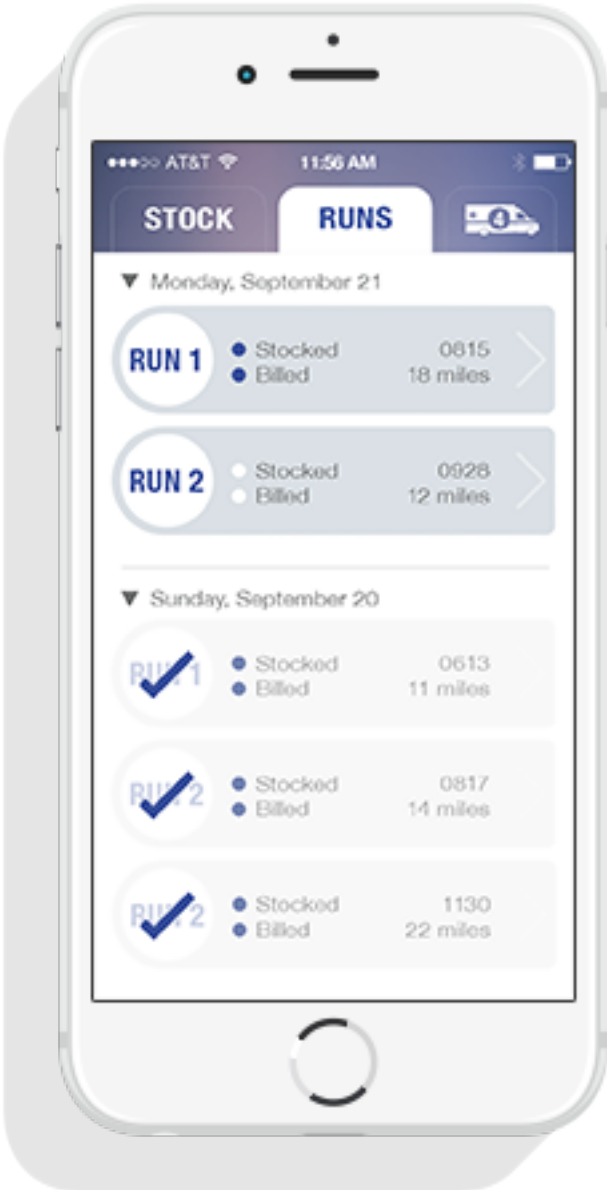 AT&T 11:56 AM
STOCK RUNS 4
Monday, September 21
RUN 1
Stocked 0815
Billed 18 miles
RUN 2
Stocked 0928
Billed 12 miles
Sunday, September 20
RUN 1
Stocked 0613
Billed 11 miles
RUN 2
Stocked 0817
Billed 14 miles
RUN 2
Stocked 1130
Billed 22 miles